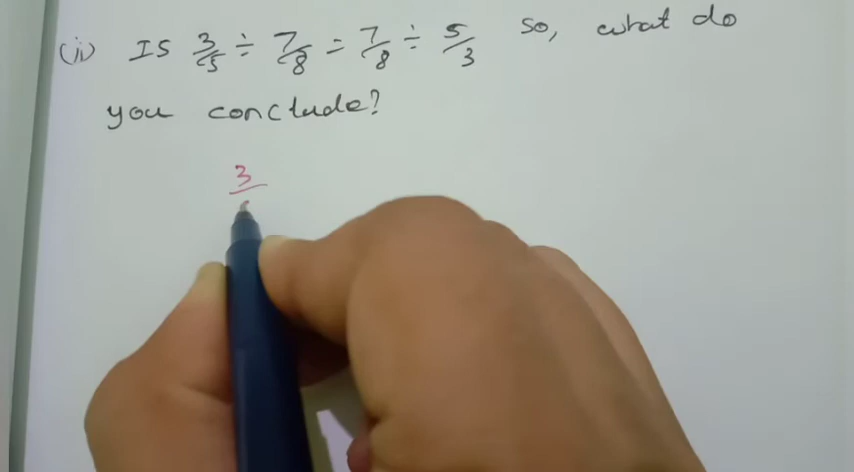 (ii) Is 3/5 ÷ 7/8 = 7/8 ÷ 5/3 so, what do
you conclude?
3